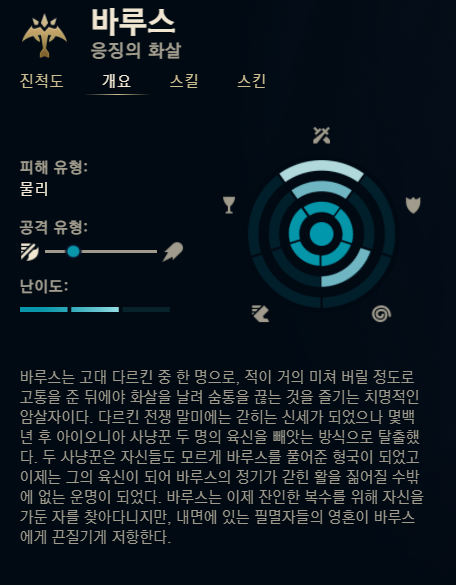 바루스
응징의 화살
진척도 개요 스킬 스킨
피해 유형:
물리
공격 유형:
난이도:
바루스는 고대 다르킨 중 한 명으로, 적이 거의 미쳐 버릴 정도로
고통을 준 뒤에야 화살을 날려 숨통을 끊는 것을 즐기는 치명적인
암살자이다. 다르킨 전쟁 말미에는 갇히는 신세가 되었으나 몇백
년 후 아이오니아 사냥꾼 두 명의 육신을 빼앗는 방식으로 탈출했
다. 두 사냥꾼은 자신들도 모르게 바루스를 풀어준 형국이 되었고
이제는 그의 육신이 되어 바루스의 정기가 갇힌 활을 짊어질 수밖
에 없는 운명이 되었다. 바루스는 이제 잔인한 복수를 위해 자신을
가둔 자를 찾아다니지만, 내면에 있는 필멸자들의 영혼이 바루스
에게 끈질기게 저항한다.